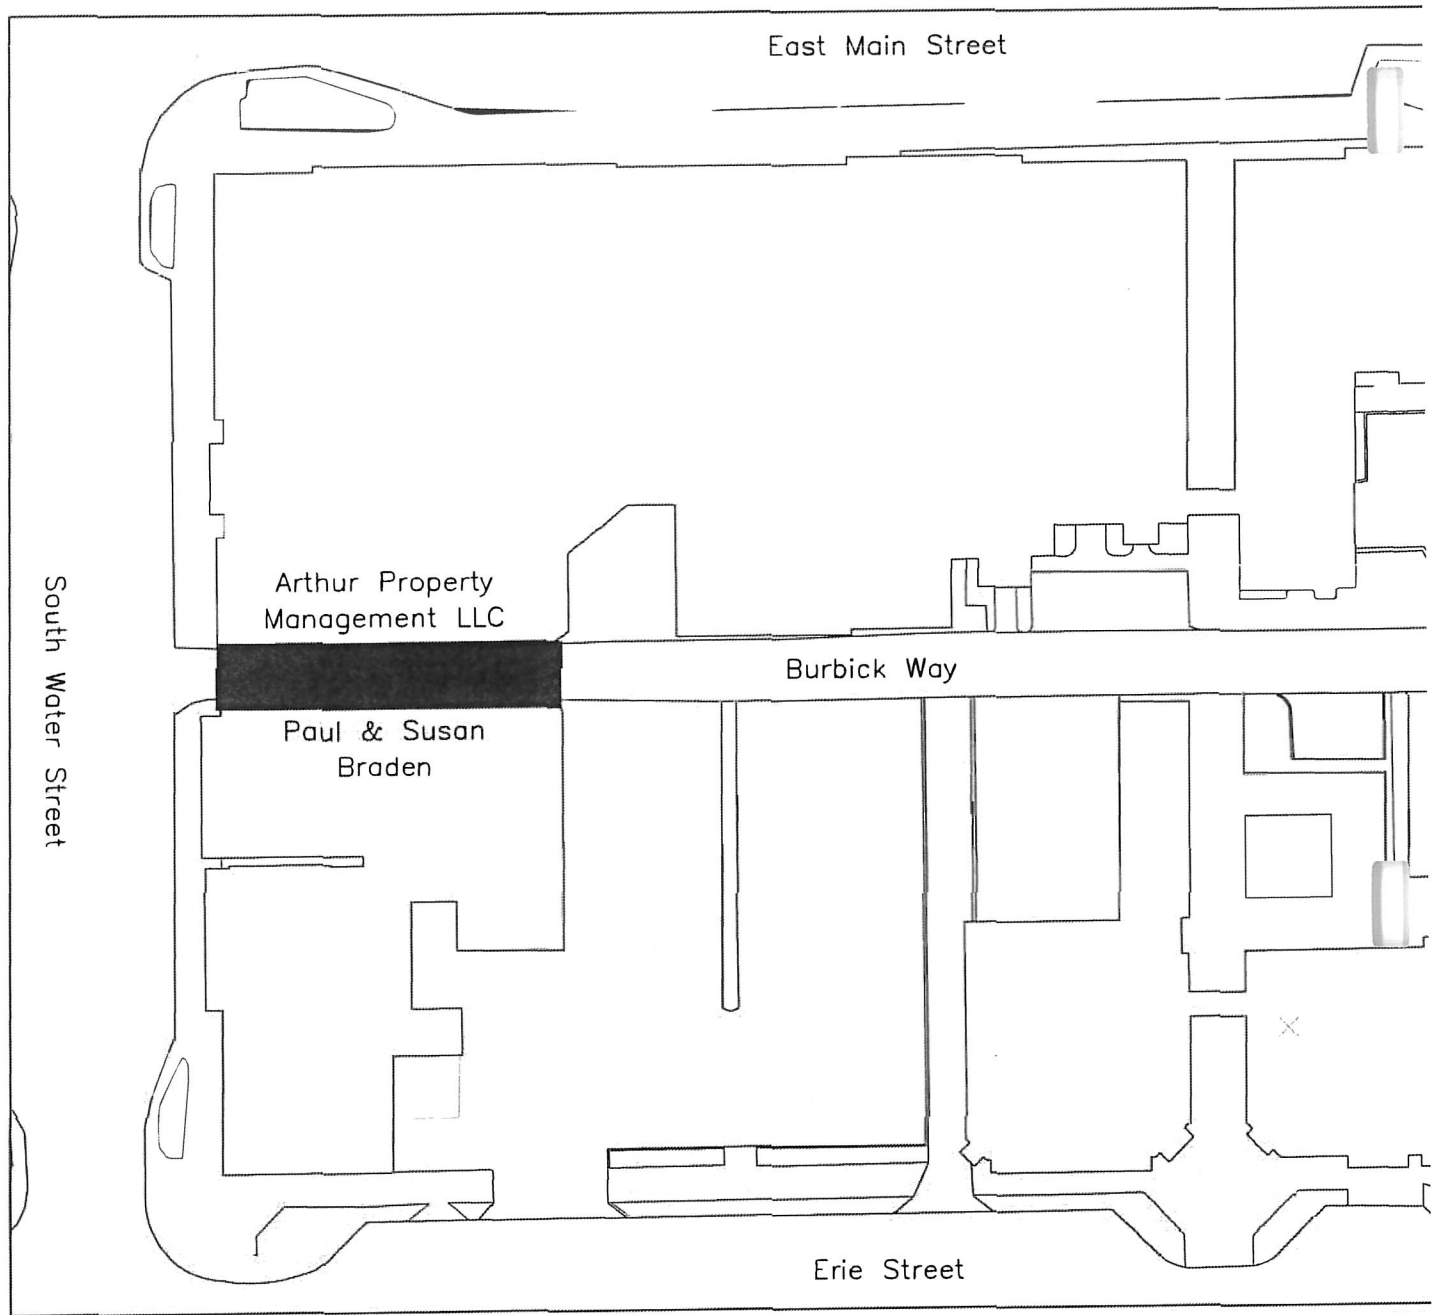 East Main Street
Arthur Property
Management LLC
South Water Street
Burbick Way
Paul & Susan
Braden
Erie Street